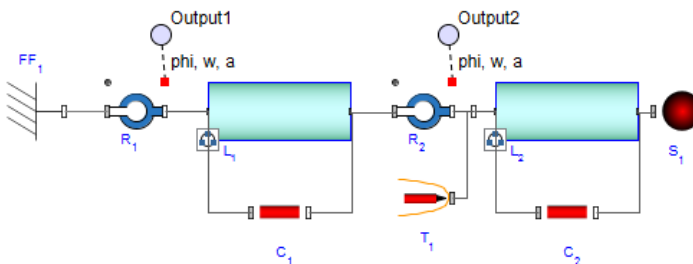 Output1
Output2
FF1
phi, w, a
phi, w, a
R1
L1
R2
L2
S1
T1
C1
C2